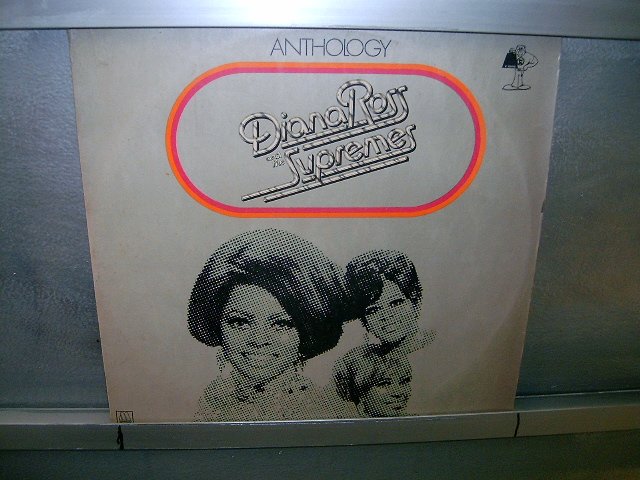 ANTHOLOGY
Diana Ross
and the
Supremes